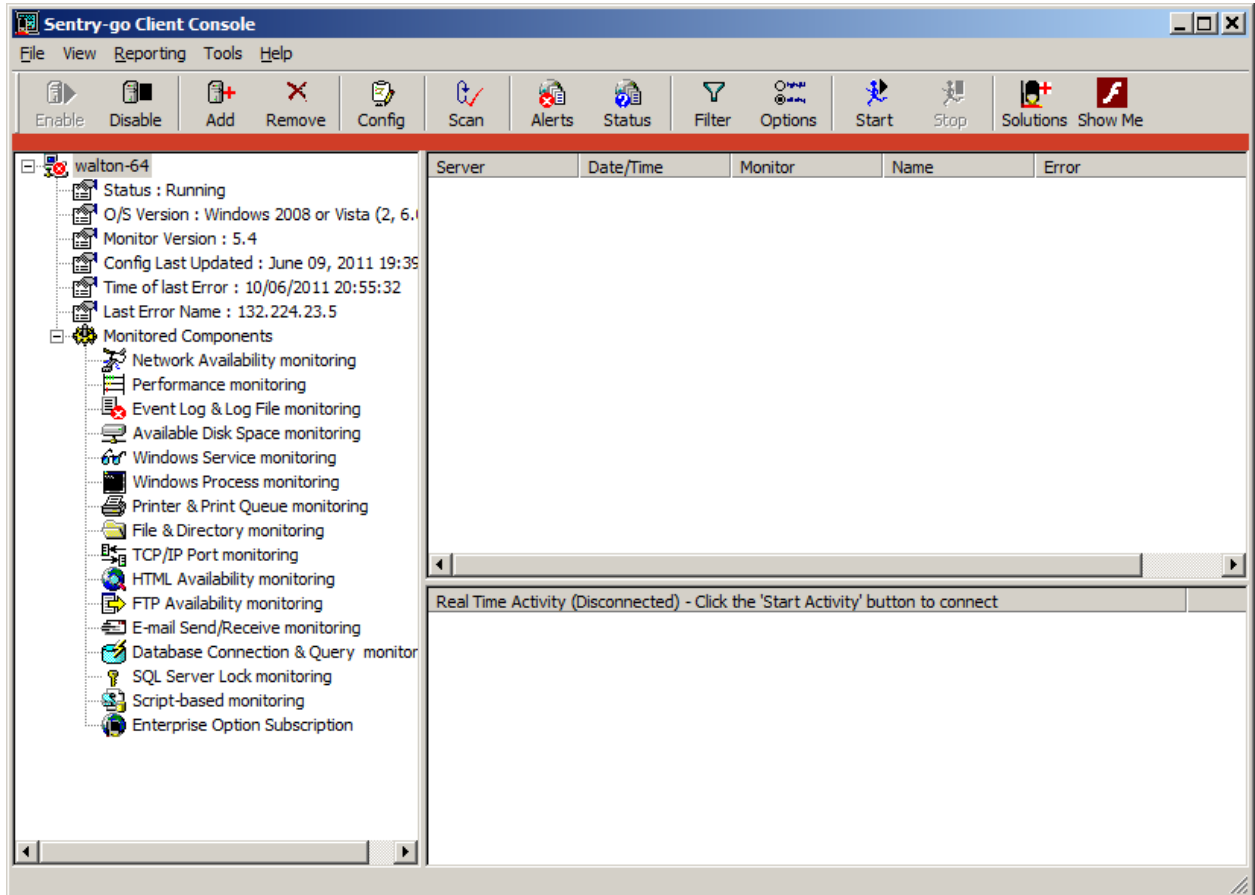 Sentry-go Client Console
File View Reporting Tools Help
Enable Disable Add Remove Config Scan Alerts Status Filter Options Start Stop Solutions Show Me
walton-64
Status : Running
O/S Version : Windows 2008 or Vista (2, 6.
Monitor Version : 5.4
Config Last Updated : June 09, 2011 19:39
Time of last Error : 10/06/2011 20:55:32
Last Error Name : 132.224.23.5
Monitored Components
Network Availability monitoring
Performance monitoring
Event Log & Log File monitoring
Available Disk Space monitoring
Windows Service monitoring
Windows Process monitoring
Printer & Print Queue monitoring
File & Directory monitoring
TCP/IP Port monitoring
HTML Availability monitoring
FTP Availability monitoring
E-mail Send/Receive monitoring
Database Connection & Query monitor
SQL Server Lock monitoring
Script-based monitoring
Enterprise Option Subscription
Server Date/Time Monitor Name Error
Real Time Activity (Disconnected) - Click the 'Start Activity' button to connect